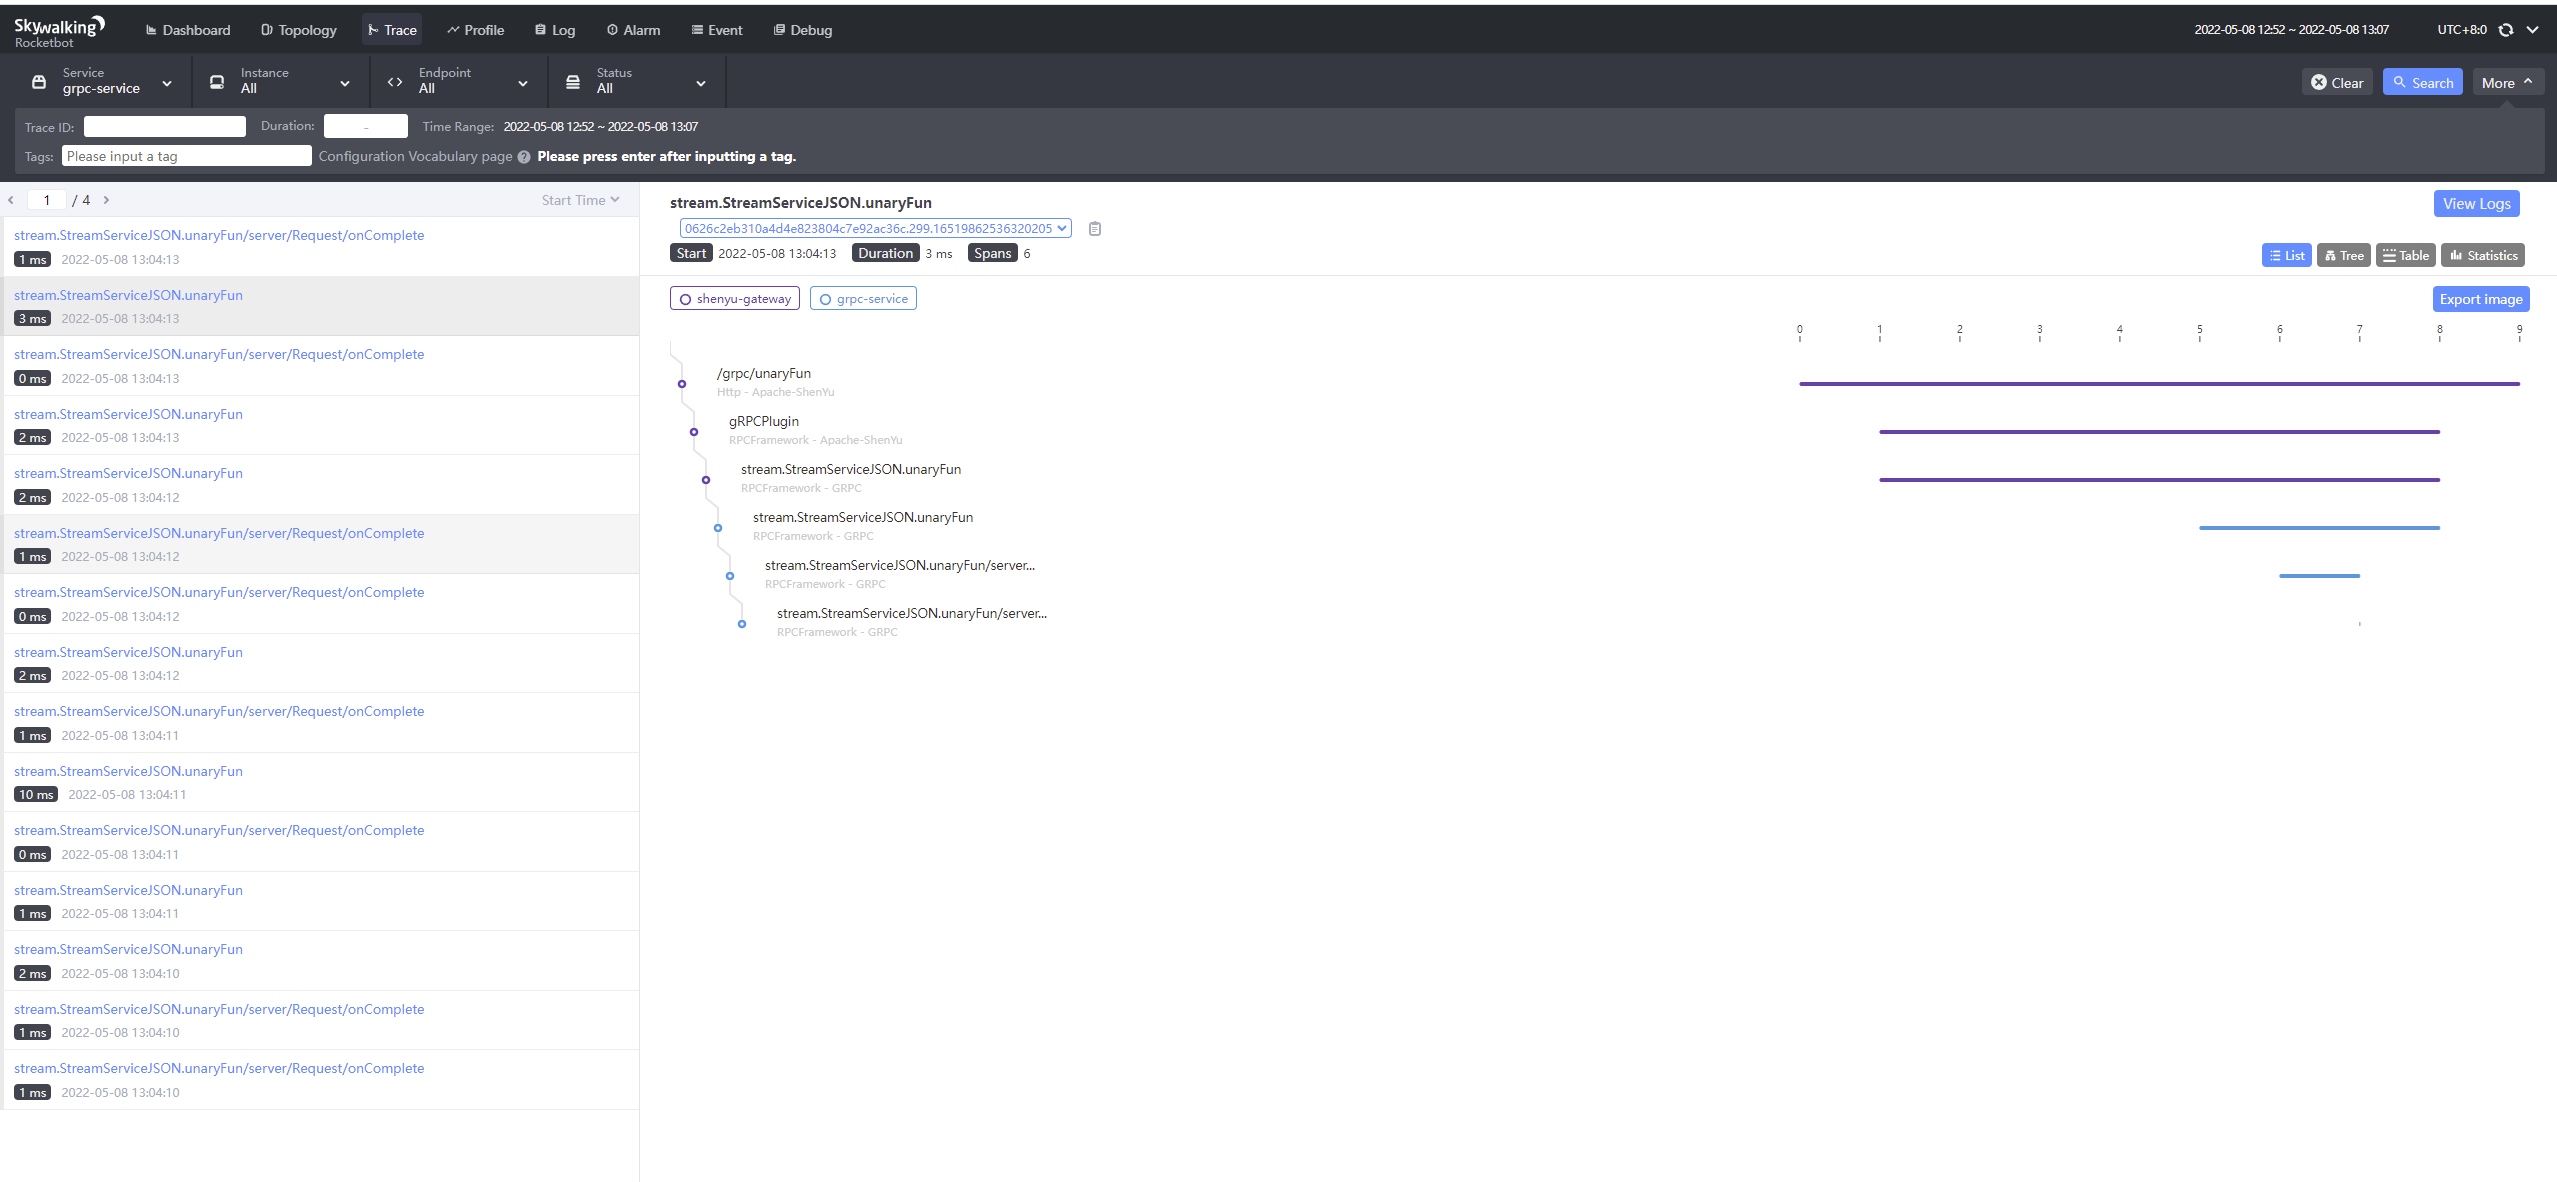 Skywalking
Rocketbot
Dashboard
Topology
Trace
Profile
Log
Alarm
Event
Debug
2022-05-08 12:52 ~ 2022-05-08 13:07
UTC+8:0
Service
grpc-service
Instance
All
Endpoint
All
Status
All
Clear
Search
More
Trace ID:
Duration:
-
Time Range:
2022-05-08 12:52 ~ 2022-05-08 13:07
Tags:
Please input a tag
Configuration Vocabulary page
?
Please press enter after inputting a tag.
1 / 4
Start Time
stream.StreamServiceJSON.unaryFun/server/Request/onComplete
1 ms 2022-05-08 13:04:13
stream.StreamServiceJSON.unaryFun
3 ms 2022-05-08 13:04:13
stream.StreamServiceJSON.unaryFun/server/Request/onComplete
0 ms 2022-05-08 13:04:13
stream.StreamServiceJSON.unaryFun
2 ms 2022-05-08 13:04:13
stream.StreamServiceJSON.unaryFun
2 ms 2022-05-08 13:04:12
stream.StreamServiceJSON.unaryFun/server/Request/onComplete
1 ms 2022-05-08 13:04:12
stream.StreamServiceJSON.unaryFun/server/Request/onComplete
0 ms 2022-05-08 13:04:12
stream.StreamServiceJSON.unaryFun
2 ms 2022-05-08 13:04:12
stream.StreamServiceJSON.unaryFun/server/Request/onComplete
1 ms 2022-05-08 13:04:11
stream.StreamServiceJSON.unaryFun
10 ms 2022-05-08 13:04:11
stream.StreamServiceJSON.unaryFun/server/Request/onComplete
0 ms 2022-05-08 13:04:11
stream.StreamServiceJSON.unaryFun
1 ms 2022-05-08 13:04:11
stream.StreamServiceJSON.unaryFun
2 ms 2022-05-08 13:04:10
stream.StreamServiceJSON.unaryFun/server/Request/onComplete
1 ms 2022-05-08 13:04:10
stream.StreamServiceJSON.unaryFun/server/Request/onComplete
1 ms 2022-05-08 13:04:10
stream.StreamServiceJSON.unaryFun
View Logs
0626c2eb310a4d4e823804c7e92ac36c.299.16519862536320205
Start 2022-05-08 13:04:13 Duration 3 ms Spans 6
List
Tree
Table
Statistics
shenyu-gateway
grpc-service
Export image
0 1 2 3 4 5 6 7 8 9
/grpc/unaryFun
Http - Apache-ShenYu
gRPCPlugin
RPCFramework - Apache-ShenYu
stream.StreamServiceJSON.unaryFun
RPCFramework - GRPC
stream.StreamServiceJSON.unaryFun
RPCFramework - GRPC
stream.StreamServiceJSON.unaryFun/server...
RPCFramework - GRPC
stream.StreamServiceJSON.unaryFun/server...
RPCFramework - GRPC